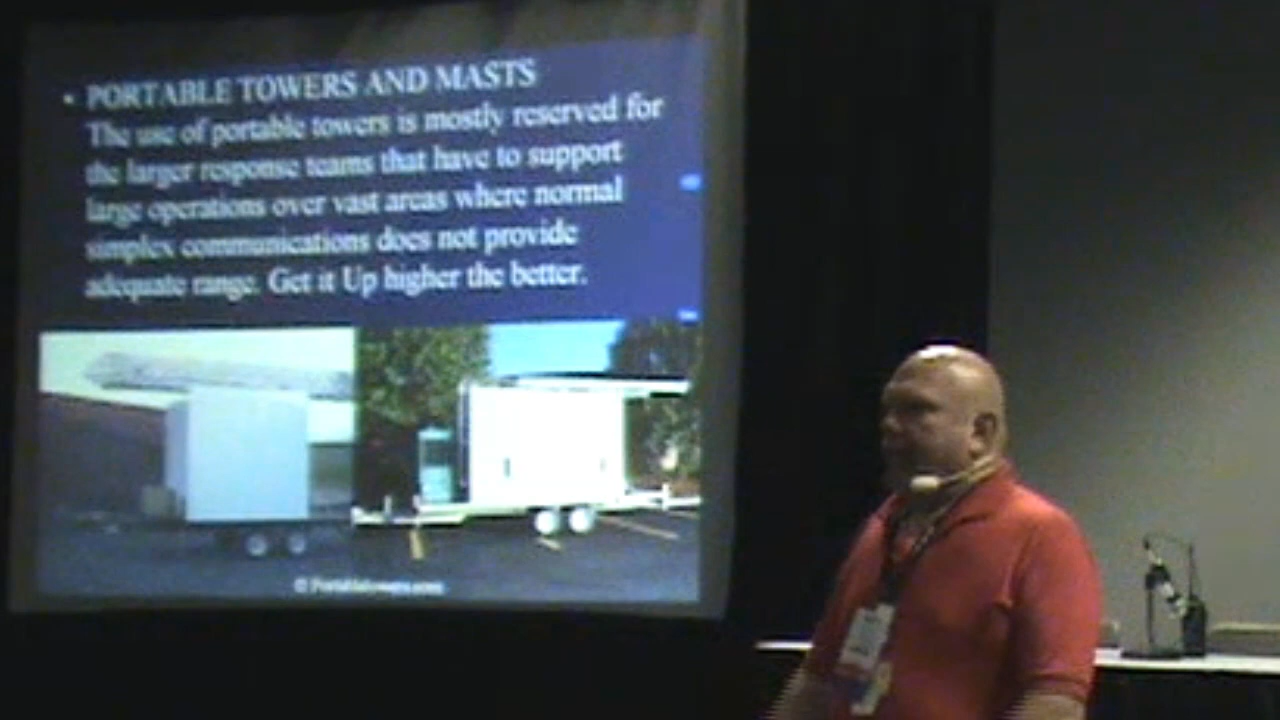 • PORTABLE TOWERS AND MASTS
The use of portable towers is mostly reserved for
the larger response teams that have to support
large operations over vast areas where normal
simplex communications does not provide
adequate range. Get it Up higher the better.
© Portabletowers.com